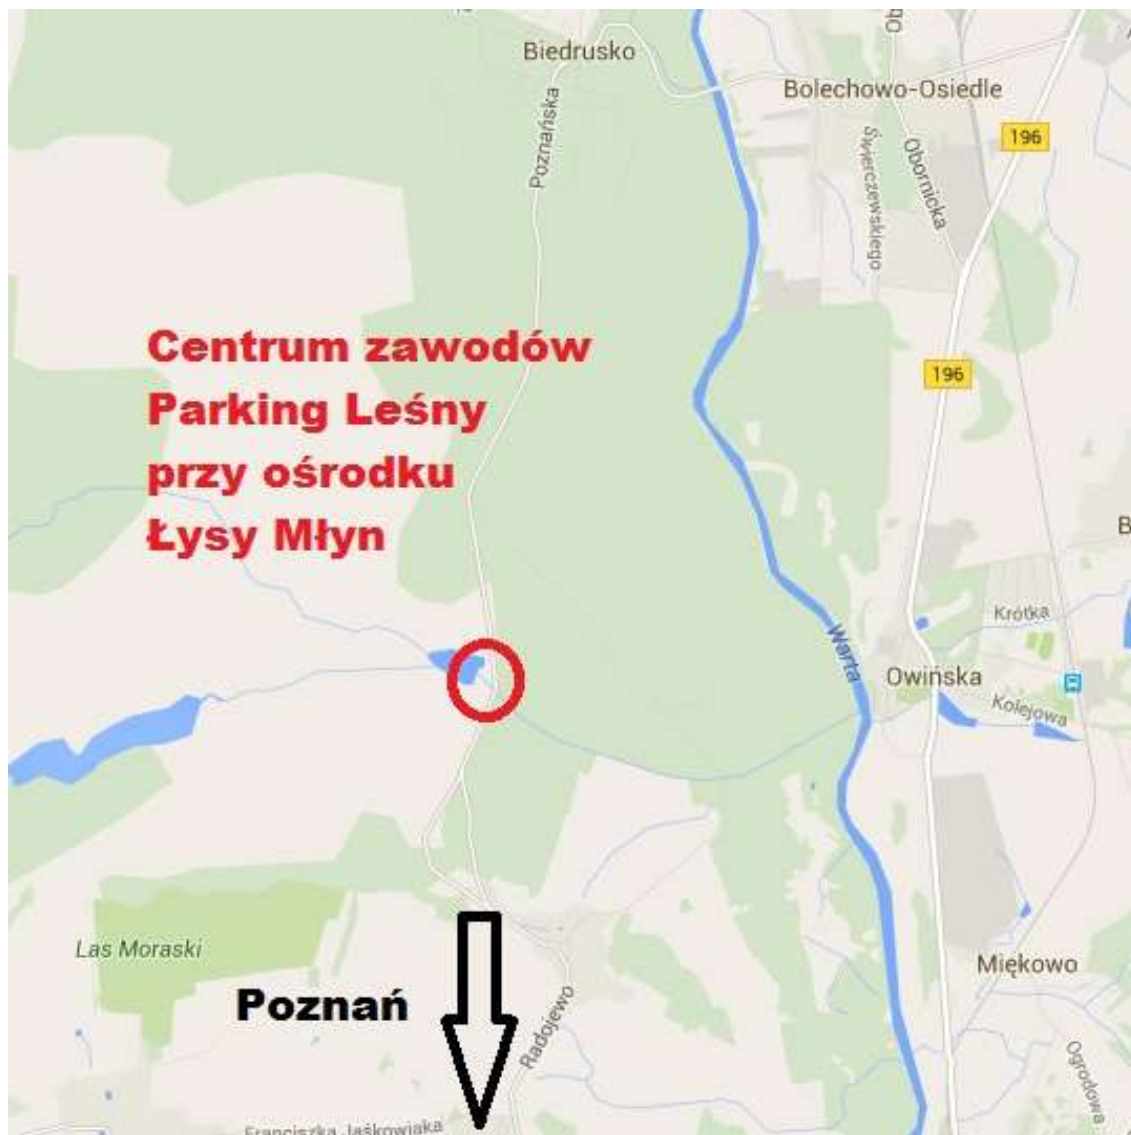 Biedrusko
Bolechowo-Osiedle
196
Poznańska
Świerczewskiego
Obornicka
Centrum zawodów
Parking Leśny
przy ośrodku
Łysy Młyn
196
Krótka
Warta
Owińska
Kolejowa
Las Moraski
Miękowo
Poznań
Radojewo
Ogrodowa
Franciszka Jaśkowiaka